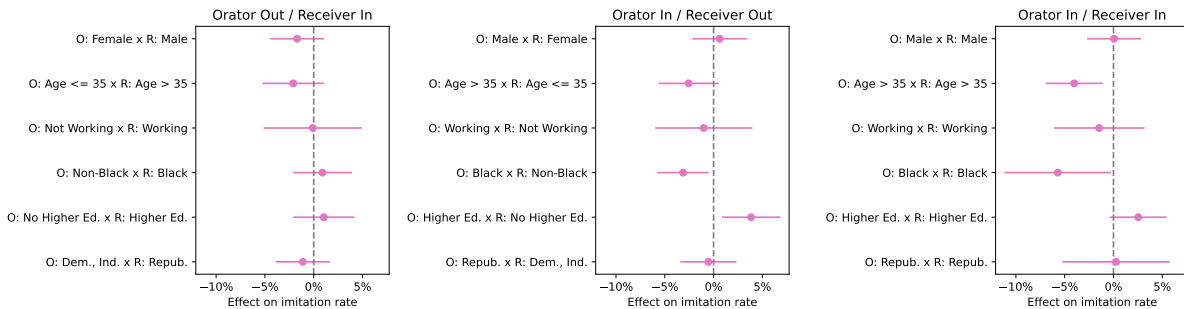 Orator Out / Receiver In
O: Female x R: Male
O: Age <= 35 x R: Age > 35
O: Not Working x R: Working
O: Non-Black x R: Black
O: No Higher Ed. x R: Higher Ed.
O: Dem., Ind. x R: Repub.
−10% −5% 0% 5%
Effect on imitation rate
Orator In / Receiver Out
O: Male x R: Female
O: Age > 35 x R: Age <= 35
O: Working x R: Not Working
O: Black x R: Non-Black
O: Higher Ed. x R: No Higher Ed.
O: Repub. x R: Dem., Ind.
−10% −5% 0% 5%
Effect on imitation rate
Orator In / Receiver In
O: Male x R: Male
O: Age > 35 x R: Age > 35
O: Working x R: Working
O: Black x R: Black
O: Higher Ed. x R: Higher Ed.
O: Repub. x R: Repub.
−10% −5% 0% 5%
Effect on imitation rate